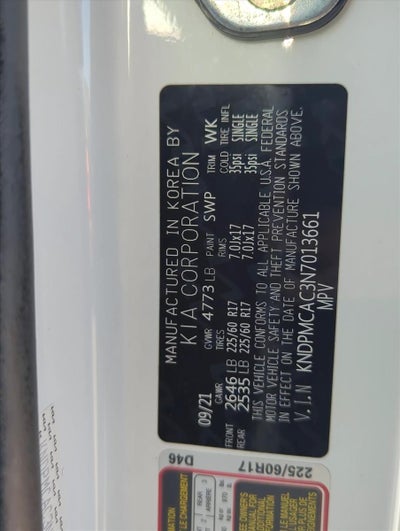 MANUFACTURED IN KOREA BY
KIA CORPORATION
09/21 GVWR 4773 LB PAINT SWP TRIM WK
GAWR TIRES RIMS COLD TIRE INFL
FRONT 2646 LB 225/60 R17 7.0Jx17 35psi SINGLE
REAR 2535 LB 225/60 R17 7.0Jx17 35psi SINGLE
THIS VEHICLE CONFORMS TO ALL APPLICABLE U.S.A. FEDERAL
MOTOR VEHICLE SAFETY AND THEFT PREVENTION STANDARDS
IN EFFECT ON THE DATE OF MANUFACTURE SHOWN ABOVE.
V.I.N KNDPMCAC3N7013661
MPV
225/60R17 D46
REAR
ARRIERE
CHARGEMENT